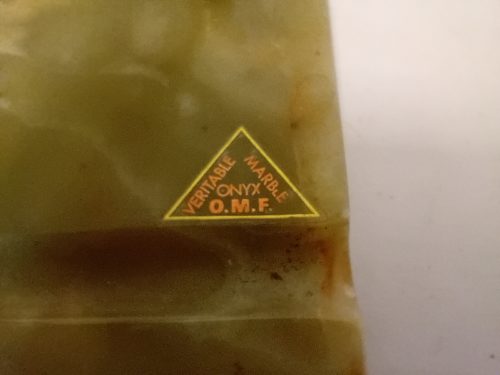 VERITABLE
MARBLE
ONYX
O.M.F.